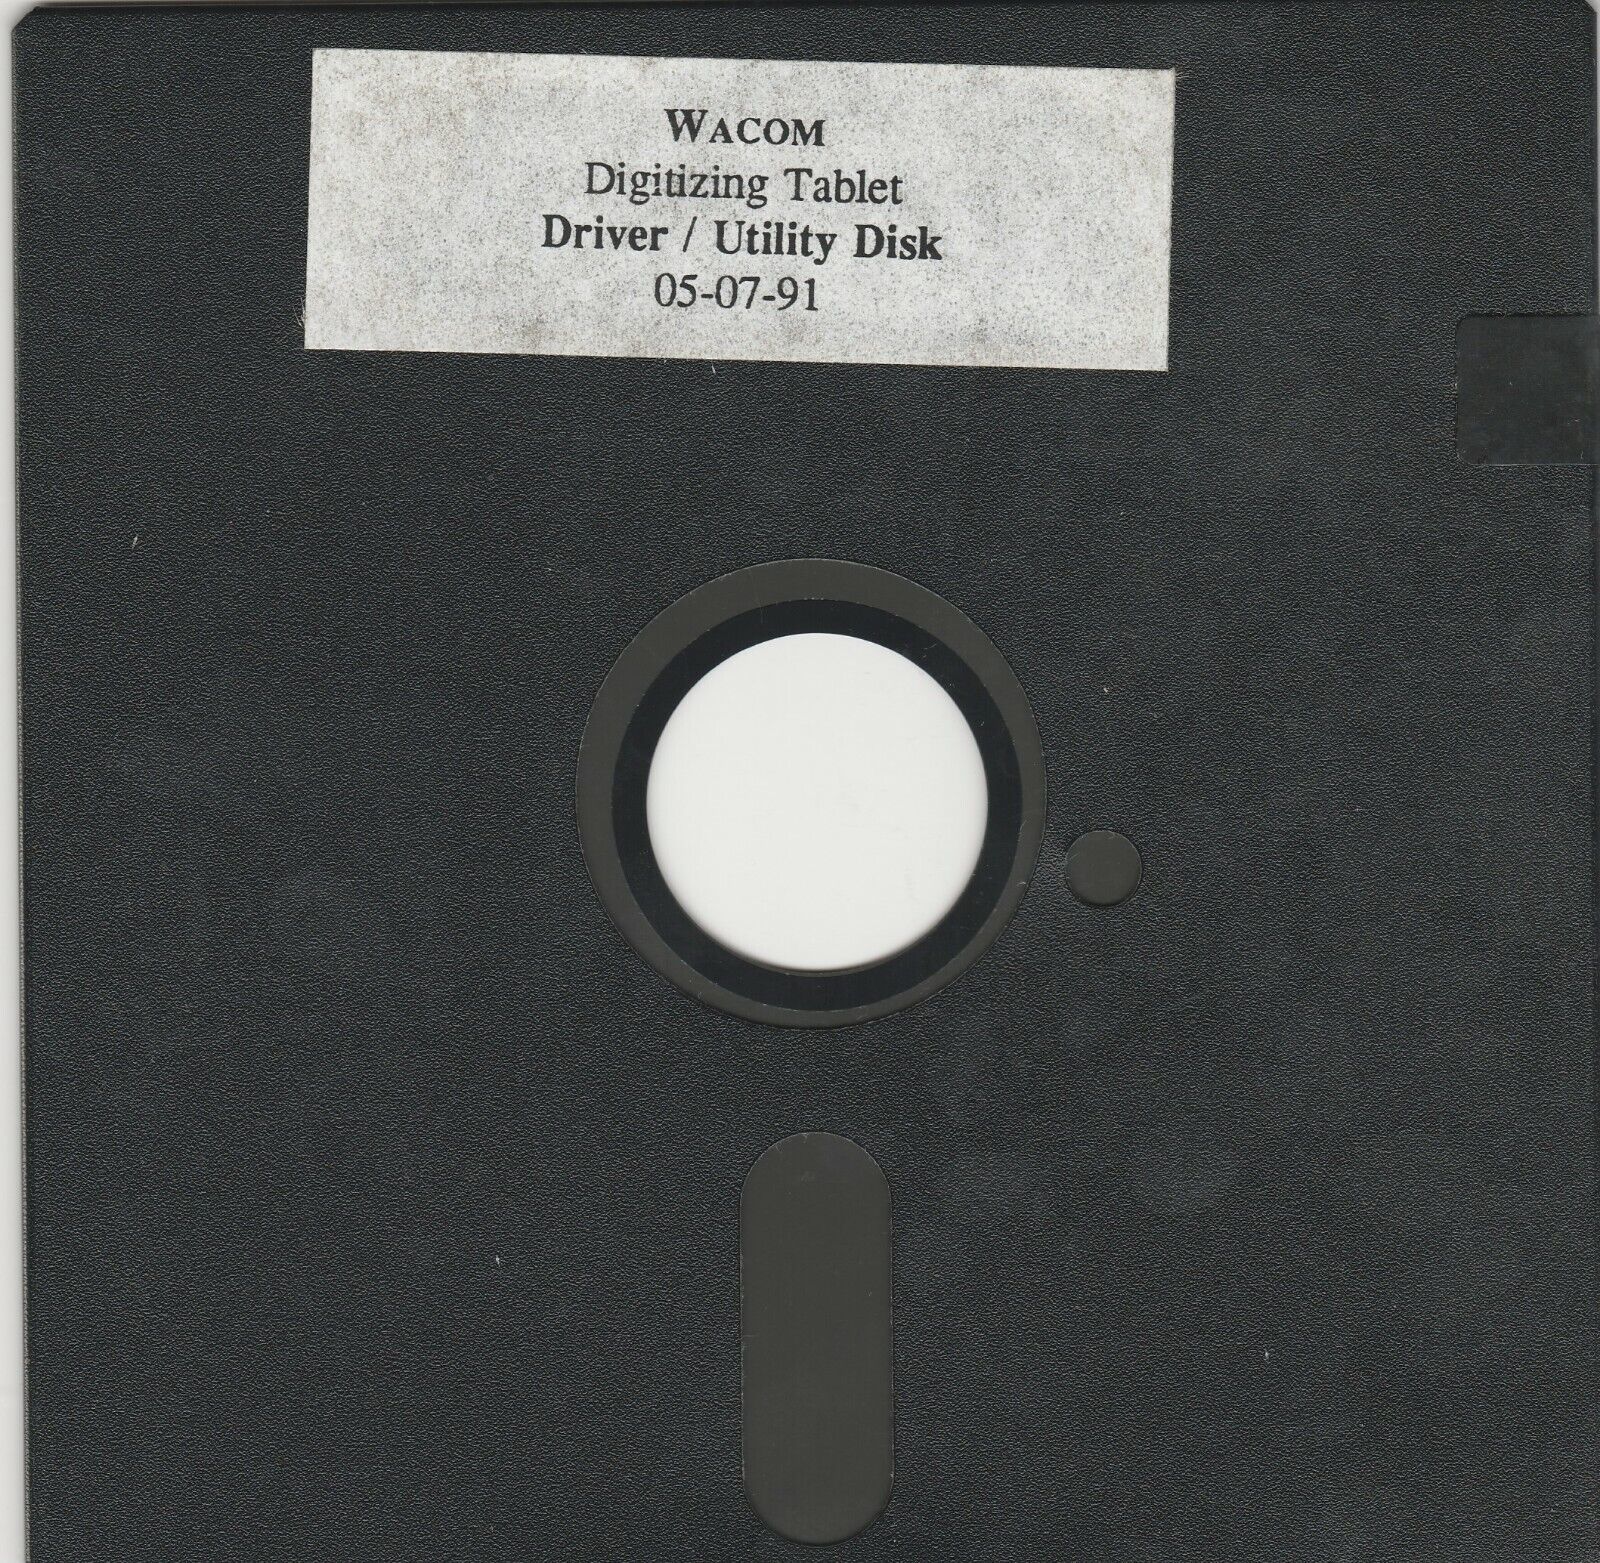 WACOM
Digitizing Tablet
Driver / Utility Disk
05-07-91